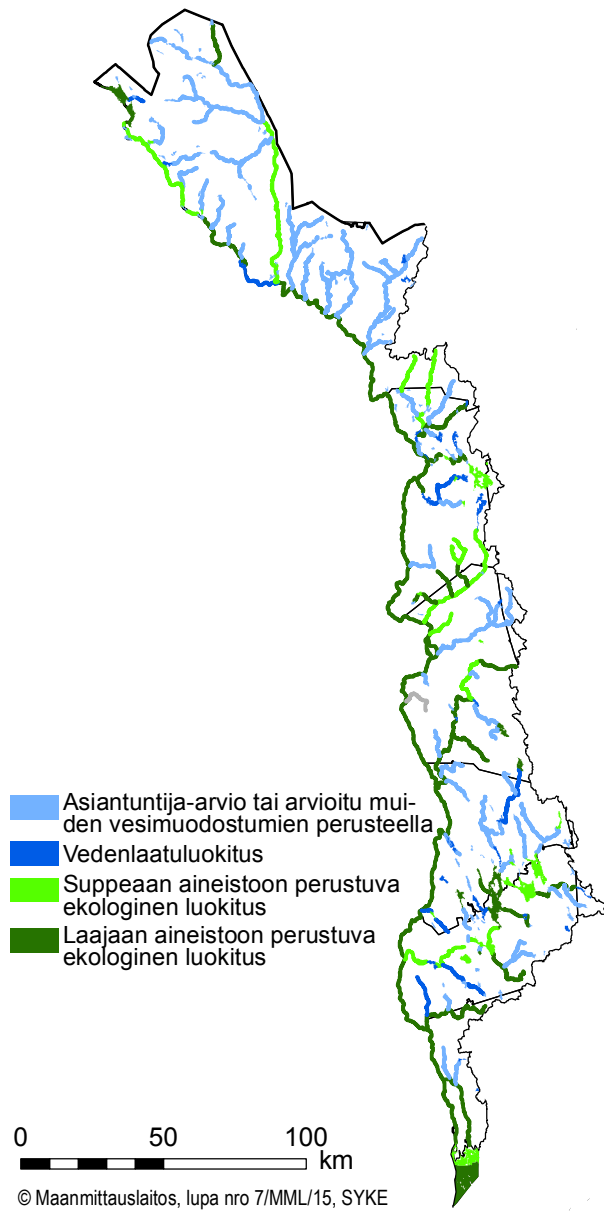 Asiantuntija-arvio tai arvioitu mui-
den vesimuodostumien perusteella
Vedenlaatuluokitus
Suppeaan aineistoon perustuva
ekologinen luokitus
Laajaan aineistoon perustuva
ekologinen luokitus
0 50 100
km
© Maanmittauslaitos, lupa nro 7/MML/15, SYKE